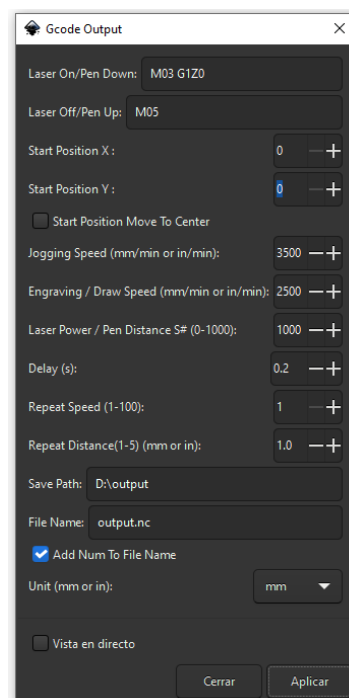 Gcode Output
Laser On/Pen Down: M03 G1Z0
Laser Off/Pen Up: M05
Start Position X : 0
Start Position Y : 0
Start Position Move To Center
Jogging Speed (mm/min or in/min): 3500
Engraving / Draw Speed (mm/min or in/min): 2500
Laser Power / Pen Distance S# (0-1000): 1000
Delay (s): 0.2
Repeat Speed (1-100): 1
Repeat Distance(1-5) (mm or in): 1.0
Save Path: D:\output
File Name: output.nc
Add Num To File Name
Unit (mm or in): mm
Vista en directo
Cerrar Aplicar